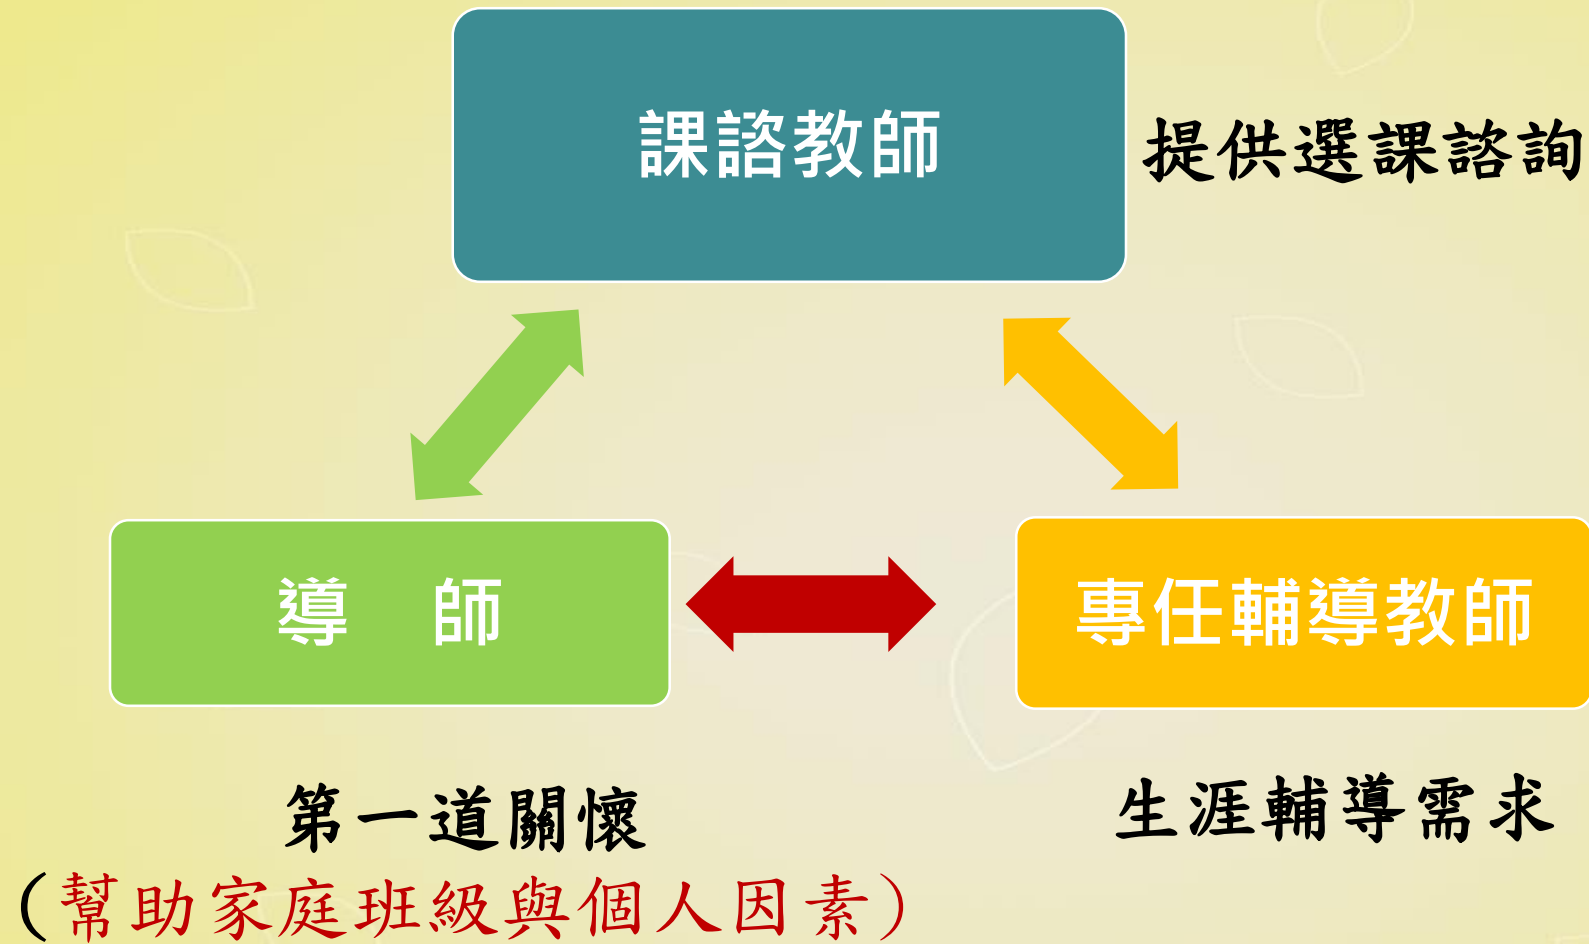 課諮教師
提供選課諮詢
導　師
專任輔導教師
第一道關懷
生涯輔導需求
（幫助家庭班級與個人因素）